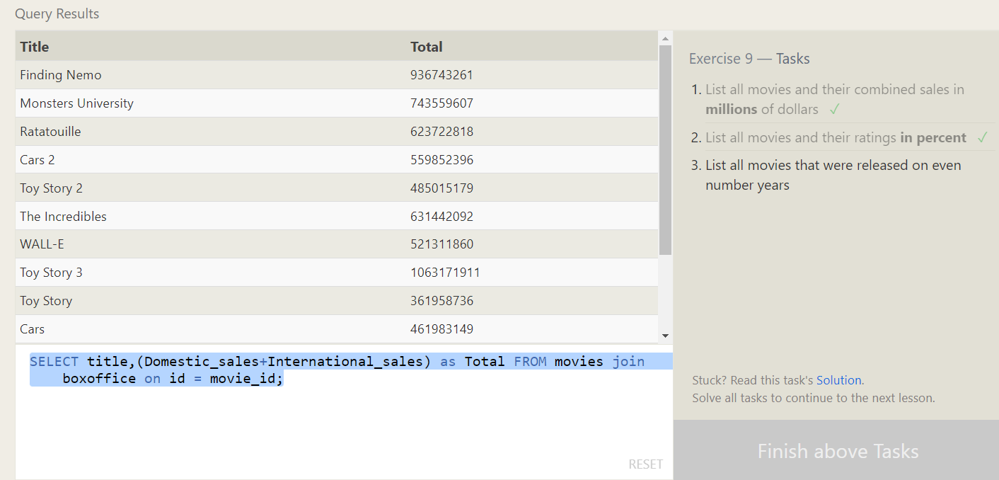 Query Results
Title Total
Finding Nemo 936743261
Monsters University 743559607
Ratatouille 623722818
Cars 2 559852396
Toy Story 2 485015179
The Incredibles 631442092
WALL-E 521311860
Toy Story 3 1063171911
Toy Story 361958736
Cars 461983149
SELECT title,(Domestic_sales+International_sales) as Total FROM movies join
boxoffice on id = movie_id;
RESET
Exercise 9 — Tasks
1. List all movies and their combined sales in
millions of dollars ✓
2. List all movies and their ratings in percent ✓
3. List all movies that were released on even
number years
Stuck? Read this task's Solution.
Solve all tasks to continue to the next lesson.
Finish above Tasks